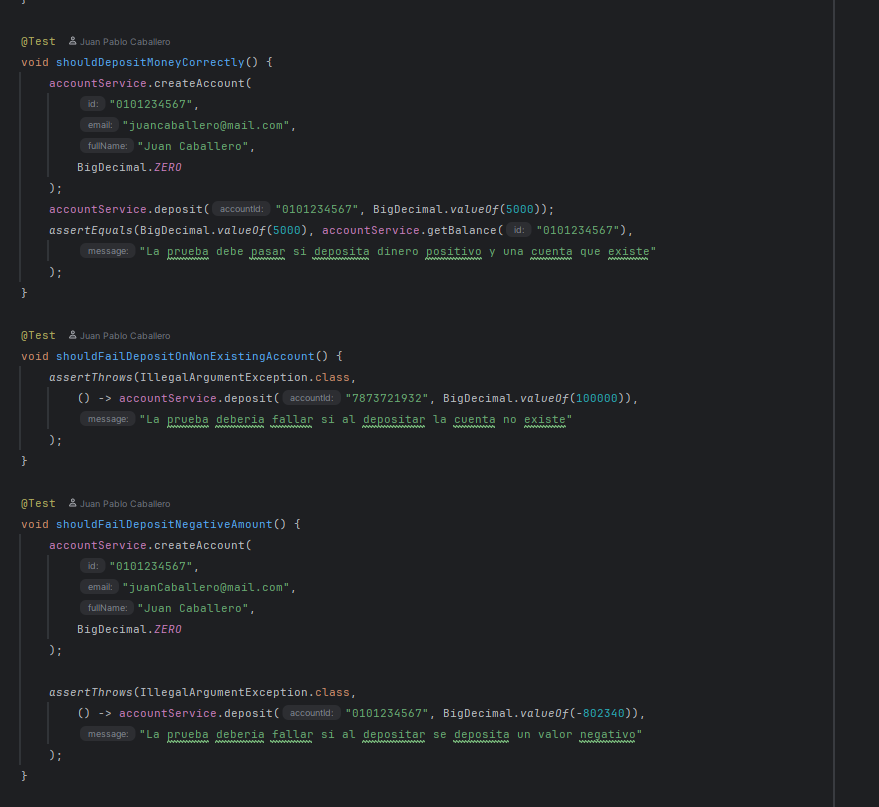 }
@Test Juan Pablo Caballero
void shouldDepositMoneyCorrectly() {
accountService.createAccount(
id: "0101234567",
email: "juancaballero@mail.com",
fullName: "Juan Caballero",
BigDecimal.ZERO
);
accountService.deposit( accountId: "0101234567", BigDecimal.valueOf(5000));
assertEquals(BigDecimal.valueOf(5000), accountService.getBalance( id: "0101234567"),
message: "La prueba debe pasar si deposita dinero positivo y una cuenta que existe"
);
}
@Test Juan Pablo Caballero
void shouldFailDepositOnNonExistingAccount() {
assertThrows(IllegalArgumentException.class,
() -> accountService.deposit( accountId: "7873721932", BigDecimal.valueOf(100000)),
message: "La prueba deberia fallar si al depositar la cuenta no existe"
);
}
@Test Juan Pablo Caballero
void shouldFailDepositNegativeAmount() {
accountService.createAccount(
id: "0101234567",
email: "juanCaballero@mail.com",
fullName: "Juan Caballero",
BigDecimal.ZERO
);
assertThrows(IllegalArgumentException.class,
() -> accountService.deposit( accountId: "0101234567", BigDecimal.valueOf(-802340)),
message: "La prueba deberia fallar si al depositar se deposita un valor negativo"
);
}